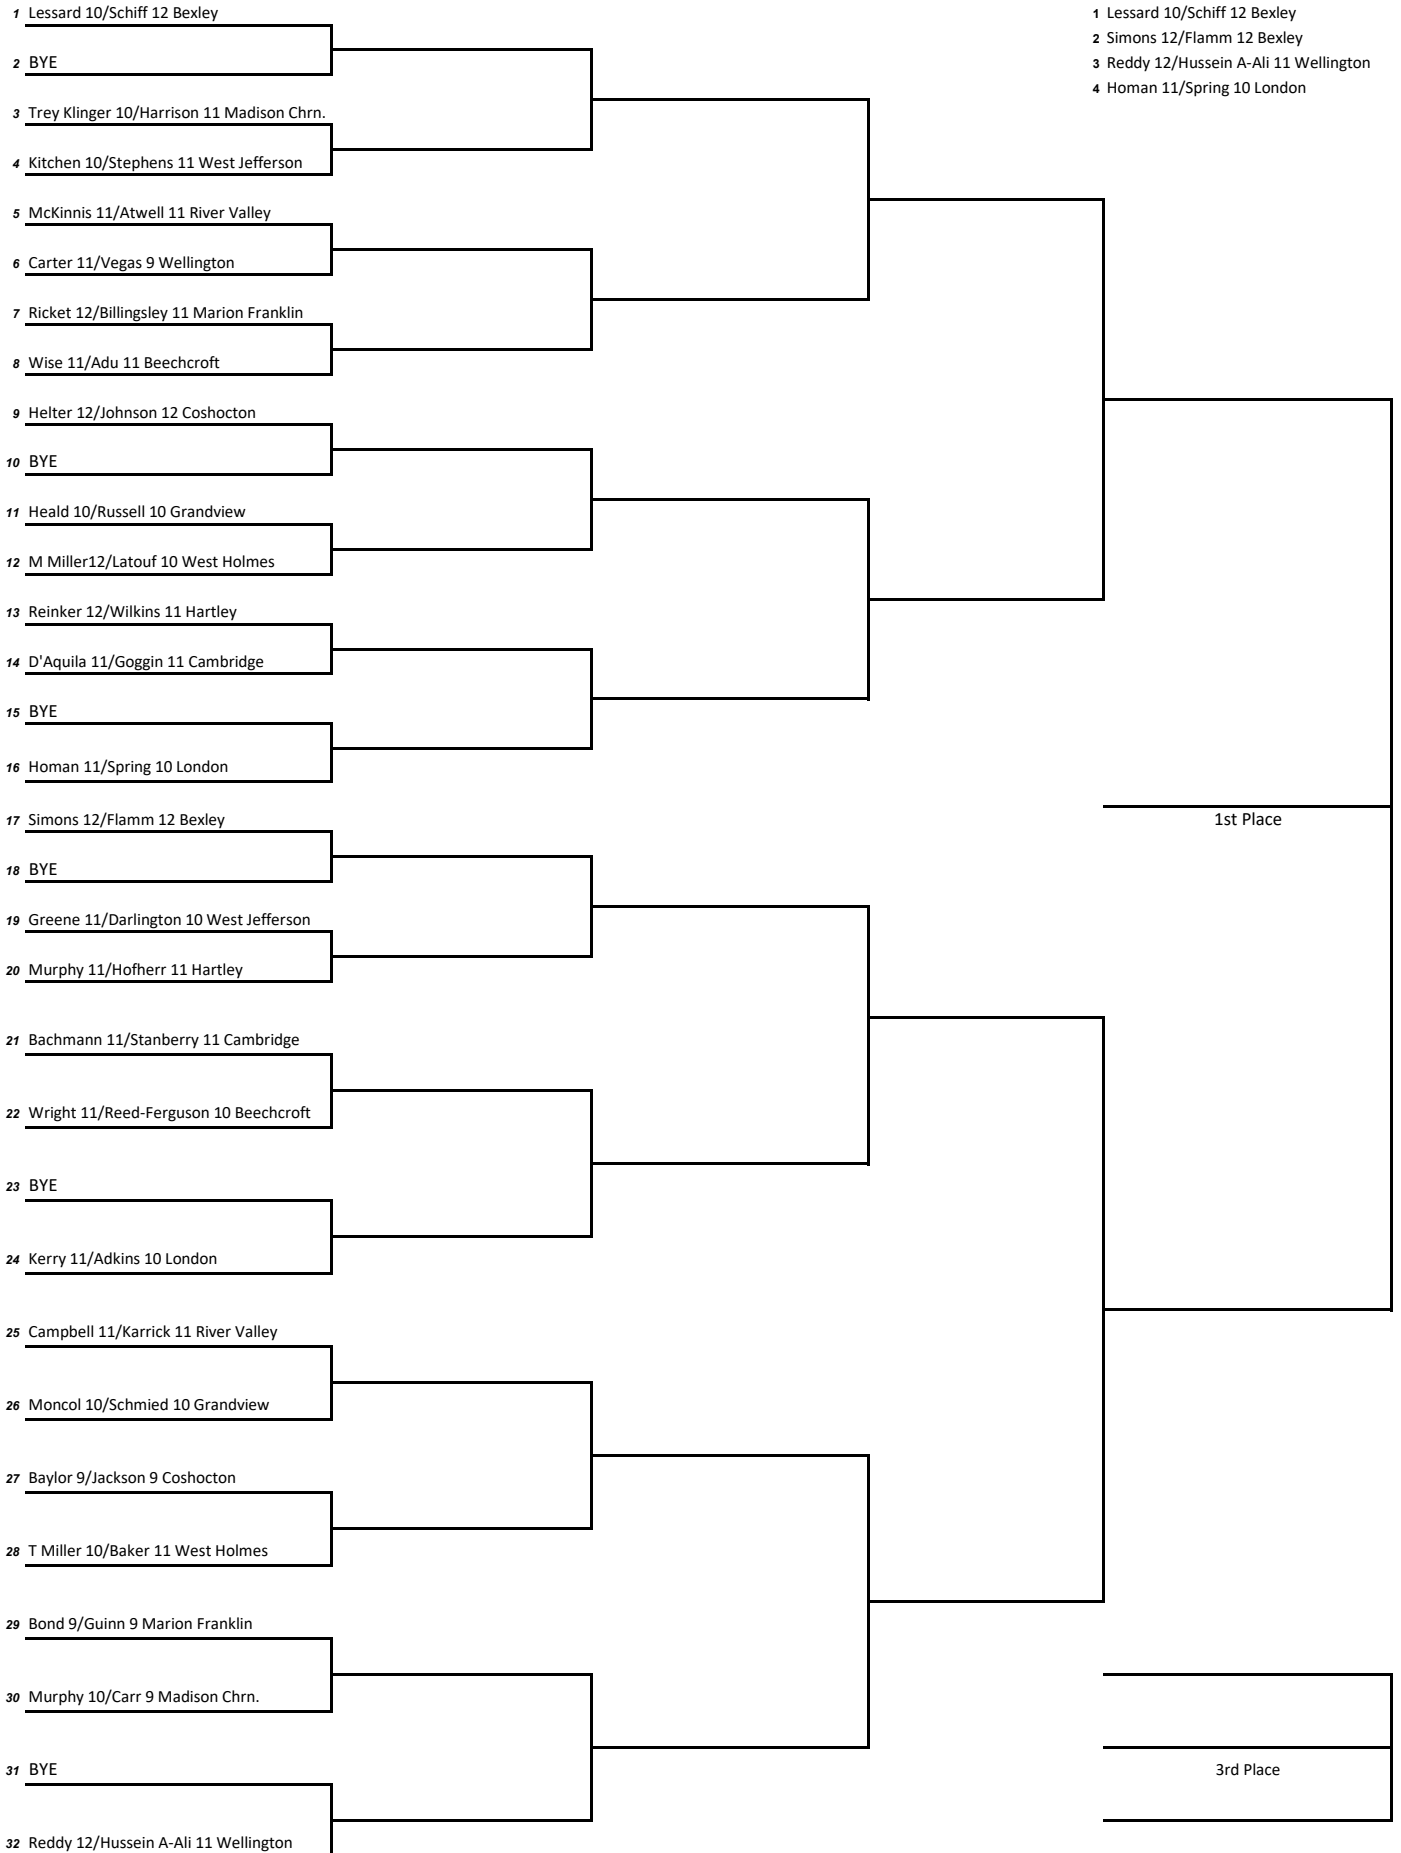 1 Lessard 10/Schiff 12 Bexley
2 BYE
3 Trey Klinger 10/Harrison 11 Madison Chrn.
4 Kitchen 10/Stephens 11 West Jefferson
5 McKinnis 11/Atwell 11 River Valley
6 Carter 11/Vegas 9 Wellington
7 Ricket 12/Billingsley 11 Marion Franklin
8 Wise 11/Adu 11 Beechcroft
9 Helter 12/Johnson 12 Coshocton
10 BYE
11 Heald 10/Russell 10 Grandview
12 M Miller12/Latouf 10 West Holmes
13 Reinker 12/Wilkins 11 Hartley
14 D'Aquila 11/Goggin 11 Cambridge
15 BYE
16 Homan 11/Spring 10 London
17 Simons 12/Flamm 12 Bexley
18 BYE
19 Greene 11/Darlington 10 West Jefferson
20 Murphy 11/Hofherr 11 Hartley
21 Bachmann 11/Stanberry 11 Cambridge
22 Wright 11/Reed-Ferguson 10 Beechcroft
23 BYE
24 Kerry 11/Adkins 10 London
25 Campbell 11/Karrick 11 River Valley
26 Moncol 10/Schmied 10 Grandview
27 Baylor 9/Jackson 9 Coshocton
28 T Miller 10/Baker 11 West Holmes
29 Bond 9/Guinn 9 Marion Franklin
30 Murphy 10/Carr 9 Madison Chrn.
31 BYE
32 Reddy 12/Hussein A-Ali 11 Wellington
1 Lessard 10/Schiff 12 Bexley
2 Simons 12/Flamm 12 Bexley
3 Reddy 12/Hussein A-Ali 11 Wellington
4 Homan 11/Spring 10 London
1st Place
3rd Place